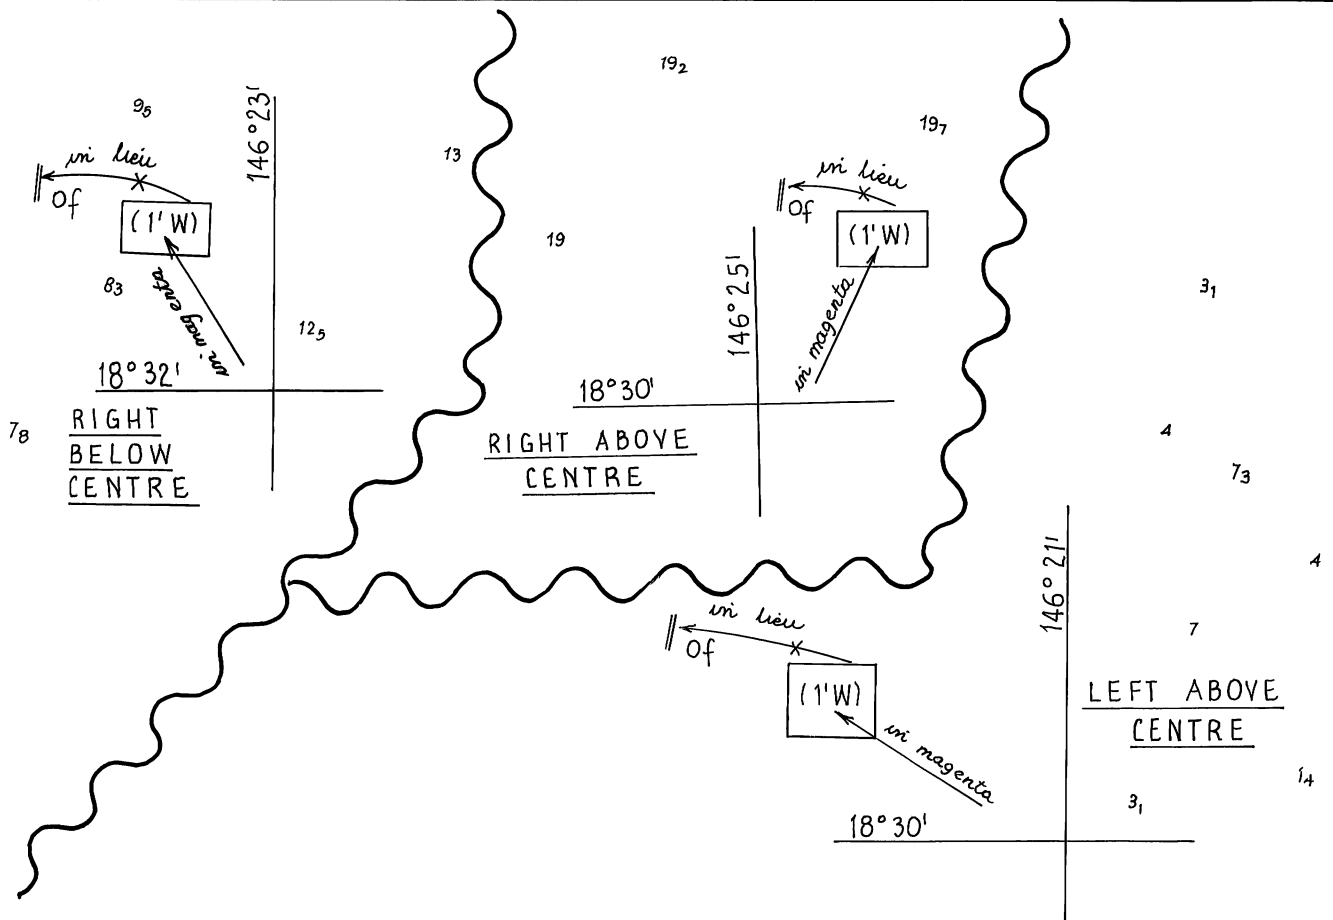 9₅
146°23'
in lieu
Of
(1'W)
in magenta
8₃
12₅
18°32'
7₈
RIGHT
BELOW
CENTRE
13
19₂
19₇
19
in lieu
Of
(1'W)
in magenta
146°25'
18°30'
RIGHT ABOVE
CENTRE
3₁
4
7₃
4
146°21'
7
in lieu
Of
(1'W)
in magenta
LEFT ABOVE
CENTRE
1₄
3₁
18°30'